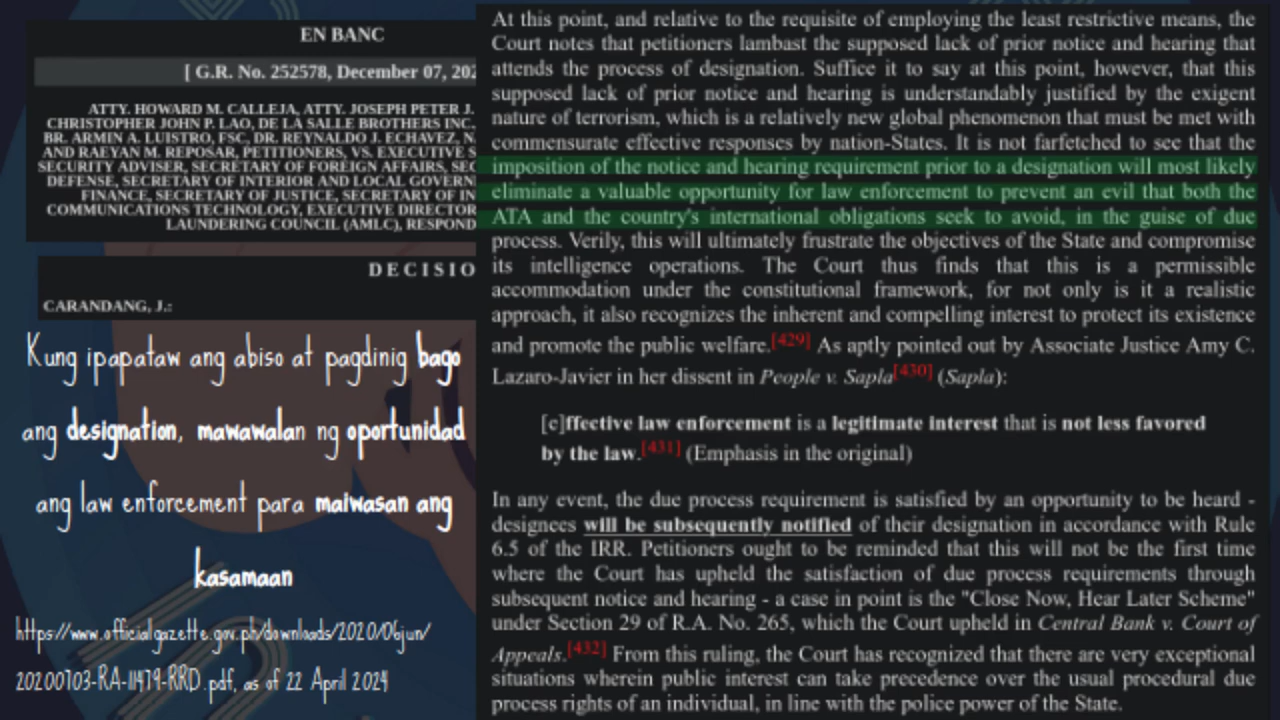 EN BANC
[ G.R. No. 252578, December 07, 202
ATTY. HOWARD M. CALLEJA, ATTY. JOSEPH PETER J.
CHRISTOPHER JOHN P. LAO, DE LA SALLE BROTHERS INC.
BR. ARMIN A. LUISTRO, FSC, DR. REYNALDO J. ECHAVEZ, N
AND RAEYAN M. REPOSAR, PETITIONERS, VS. EXECUTIVE S
SECURITY ADVISER, SECRETARY OF FOREIGN AFFAIRS, SEC
DEFENSE, SECRETARY OF INTERIOR AND LOCAL GOVERN
FINANCE, SECRETARY OF JUSTICE, SECRETARY OF IN
COMMUNICATIONS TECHNOLOGY, EXECUTIVE DIRECTOR
LAUNDERING COUNCIL (AMLC), RESPOND
D E C I S I O
CARANDANG, J.:
Kung ipapataw ang abiso at pagdinig bago
ang designation, mawawalan ng oportunidad
ang law enforcement para maiwasan ang
kasamaan
https://www.officialgazette.gov.ph/downloads/2020/06jun/
20200703-RA-11479-RRD.pdf, as of 22 April 2024
At this point, and relative to the requisite of employing the least restrictive means, the
Court notes that petitioners lambast the supposed lack of prior notice and hearing that
attends the process of designation. Suffice it to say at this point, however, that this
supposed lack of prior notice and hearing is understandably justified by the exigent
nature of terrorism, which is a relatively new global phenomenon that must be met with
commensurate effective responses by nation-States. It is not farfetched to see that the
imposition of the notice and hearing requirement prior to a designation will most likely
eliminate a valuable opportunity for law enforcement to prevent an evil that both the
ATA and the country's international obligations seek to avoid, in the guise of due
process. Verily, this will ultimately frustrate the objectives of the State and compromise
its intelligence operations. The Court thus finds that this is a permissible
accommodation under the constitutional framework, for not only is it a realistic
approach, it also recognizes the inherent and compelling interest to protect its existence
and promote the public welfare.[429] As aptly pointed out by Associate Justice Amy C.
Lazaro-Javier in her dissent in People v. Sapla[430] (Sapla):
[e]ffective law enforcement is a legitimate interest that is not less favored
by the law.[431] (Emphasis in the original)
In any event, the due process requirement is satisfied by an opportunity to be heard -
designees will be subsequently notified of their designation in accordance with Rule
6.5 of the IRR. Petitioners ought to be reminded that this will not be the first time
where the Court has upheld the satisfaction of due process requirements through
subsequent notice and hearing - a case in point is the "Close Now, Hear Later Scheme"
under Section 29 of R.A. No. 265, which the Court upheld in Central Bank v. Court of
Appeals.[432] From this ruling, the Court has recognized that there are very exceptional
situations wherein public interest can take precedence over the usual procedural due
process rights of an individual, in line with the police power of the State.